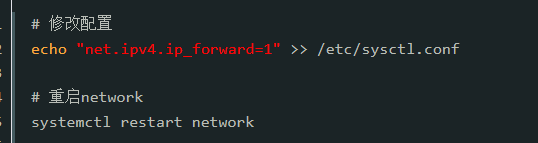 # 修改配置
echo "net.ipv4.ip_forward=1" >> /etc/sysctl.conf
# 重启network
systemctl restart network